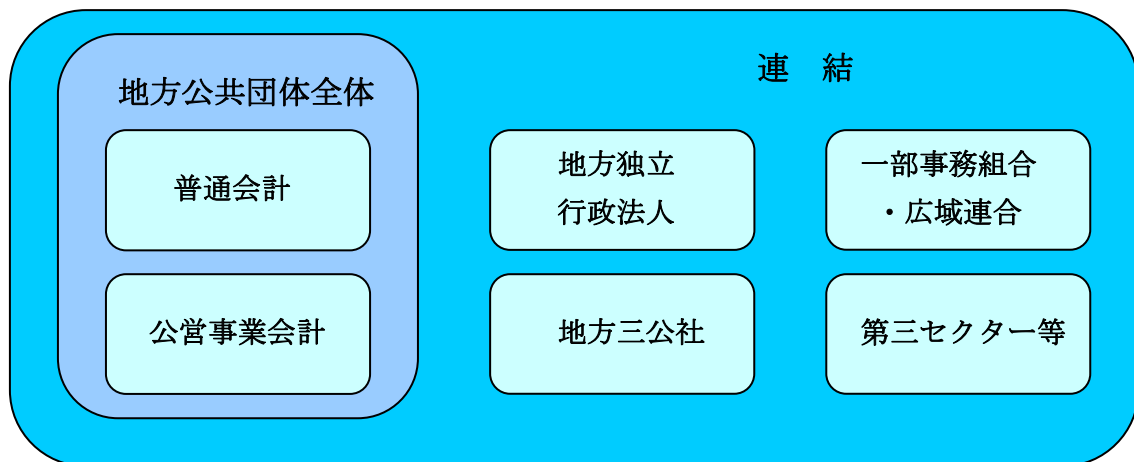 連　結
地方公共団体全体
普通会計
公営事業会計
地方独立
行政法人
一部事務組合
・広域連合
地方三公社
第三セクター等